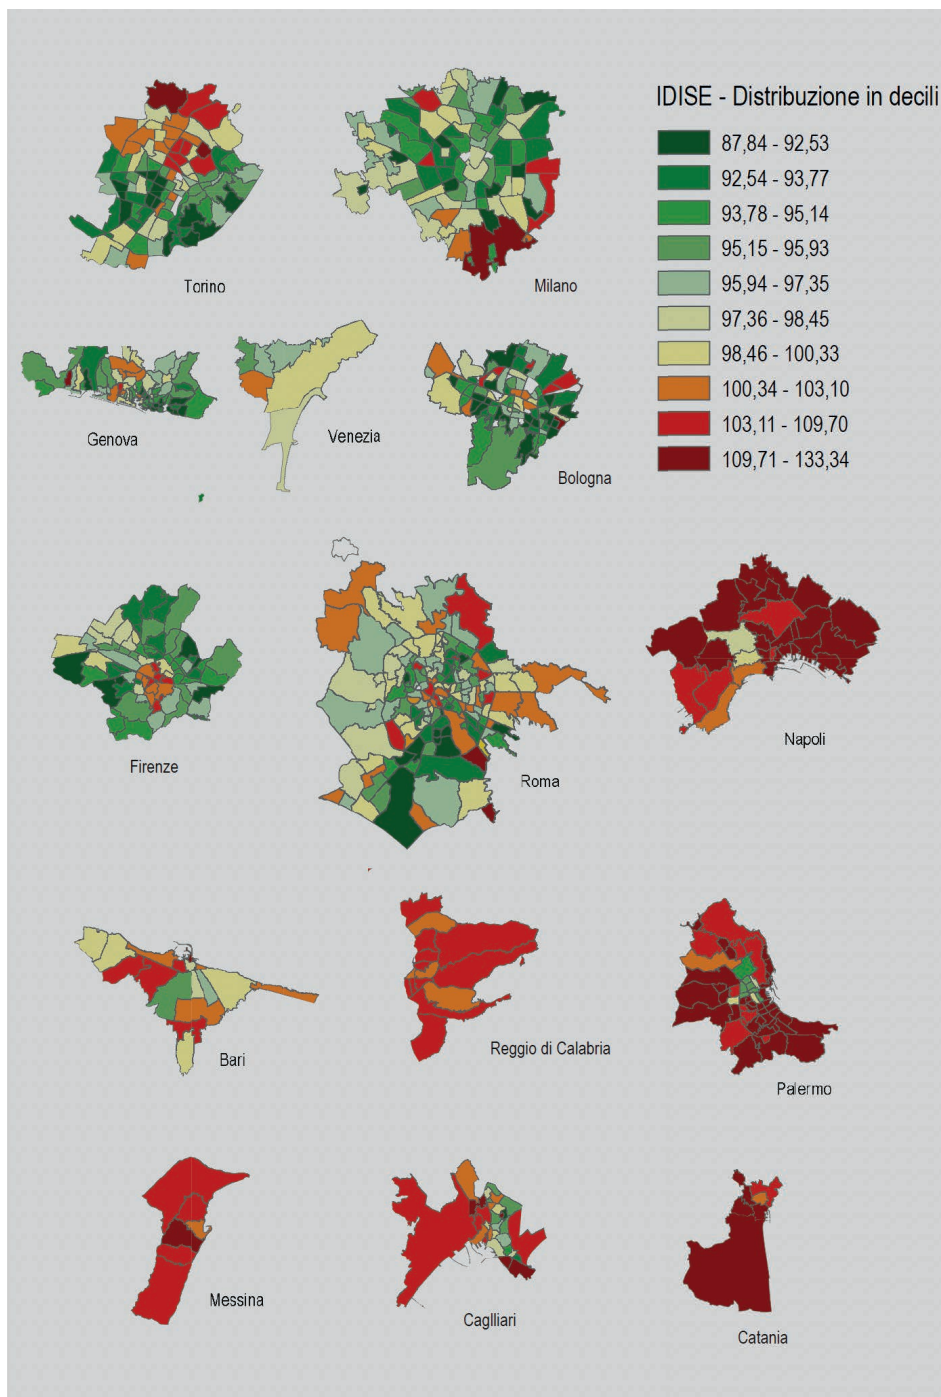 IDISE - Distribuzione in decili
87,84 - 92,53
92,54 - 93,77
93,78 - 95,14
95,15 - 95,93
95,94 - 97,35
97,36 - 98,45
98,46 - 100,33
100,34 - 103,10
103,11 - 109,70
109,71 - 133,34
Torino
Milano
Genova
Venezia
Bologna
Firenze
Roma
Napoli
Bari
Reggio di Calabria
Palermo
Messina
Caglliari
Catania